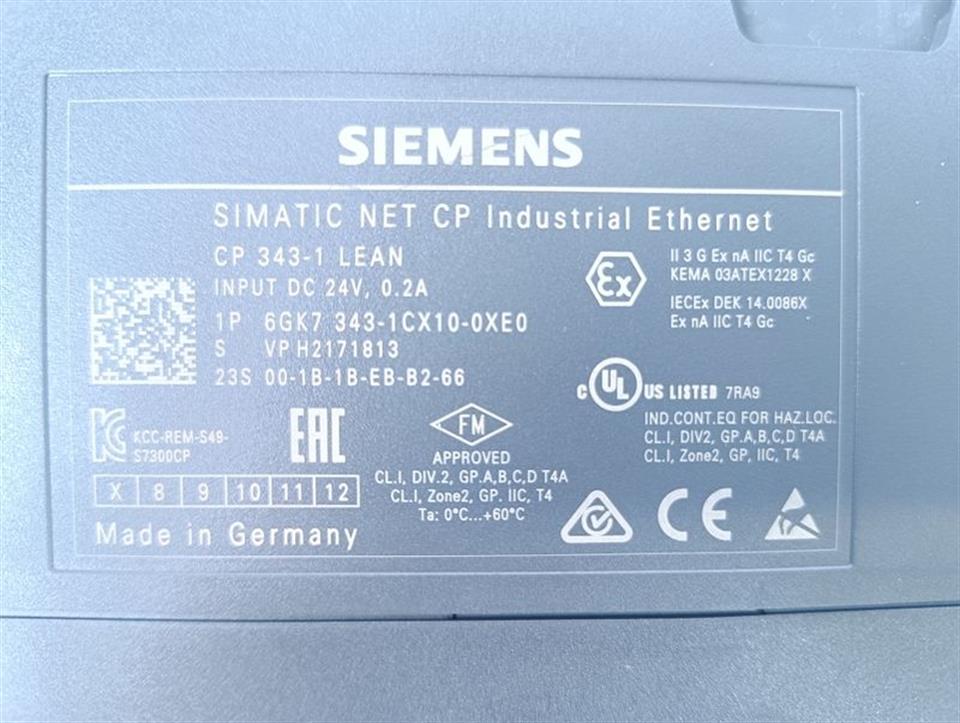 SIEMENS
SIMATIC NET CP Industrial Ethernet
CP 343-1 LEAN
INPUT DC 24V, 0.2A
1P 6GK7 343-1CX10-0XE0
S VPH2171813
23S 00-1B-1B-EB-B2-66
Ex
II 3 G Ex nA IIC T4 Gc
KEMA 03ATEX1228 X
IECEx DEK 14.0086X
Ex nA IIC T4 Gc
c UL US LISTED 7RA9
IND.CONT.EQ FOR HAZ.LOC.
CL.I, DIV2, GP.A,B,C,D T4A
CL.I, Zone2, GP, IIC, T4
KCC-REM-S49-
S7300CP
EAC
FM
APPROVED
CL.I, DIV.2, GP.A,B,C,D T4A
CL.I, Zone2, GP. IIC, T4
Ta: 0°C...+60°C
X 8 9 10 11 12
Made in Germany
CE